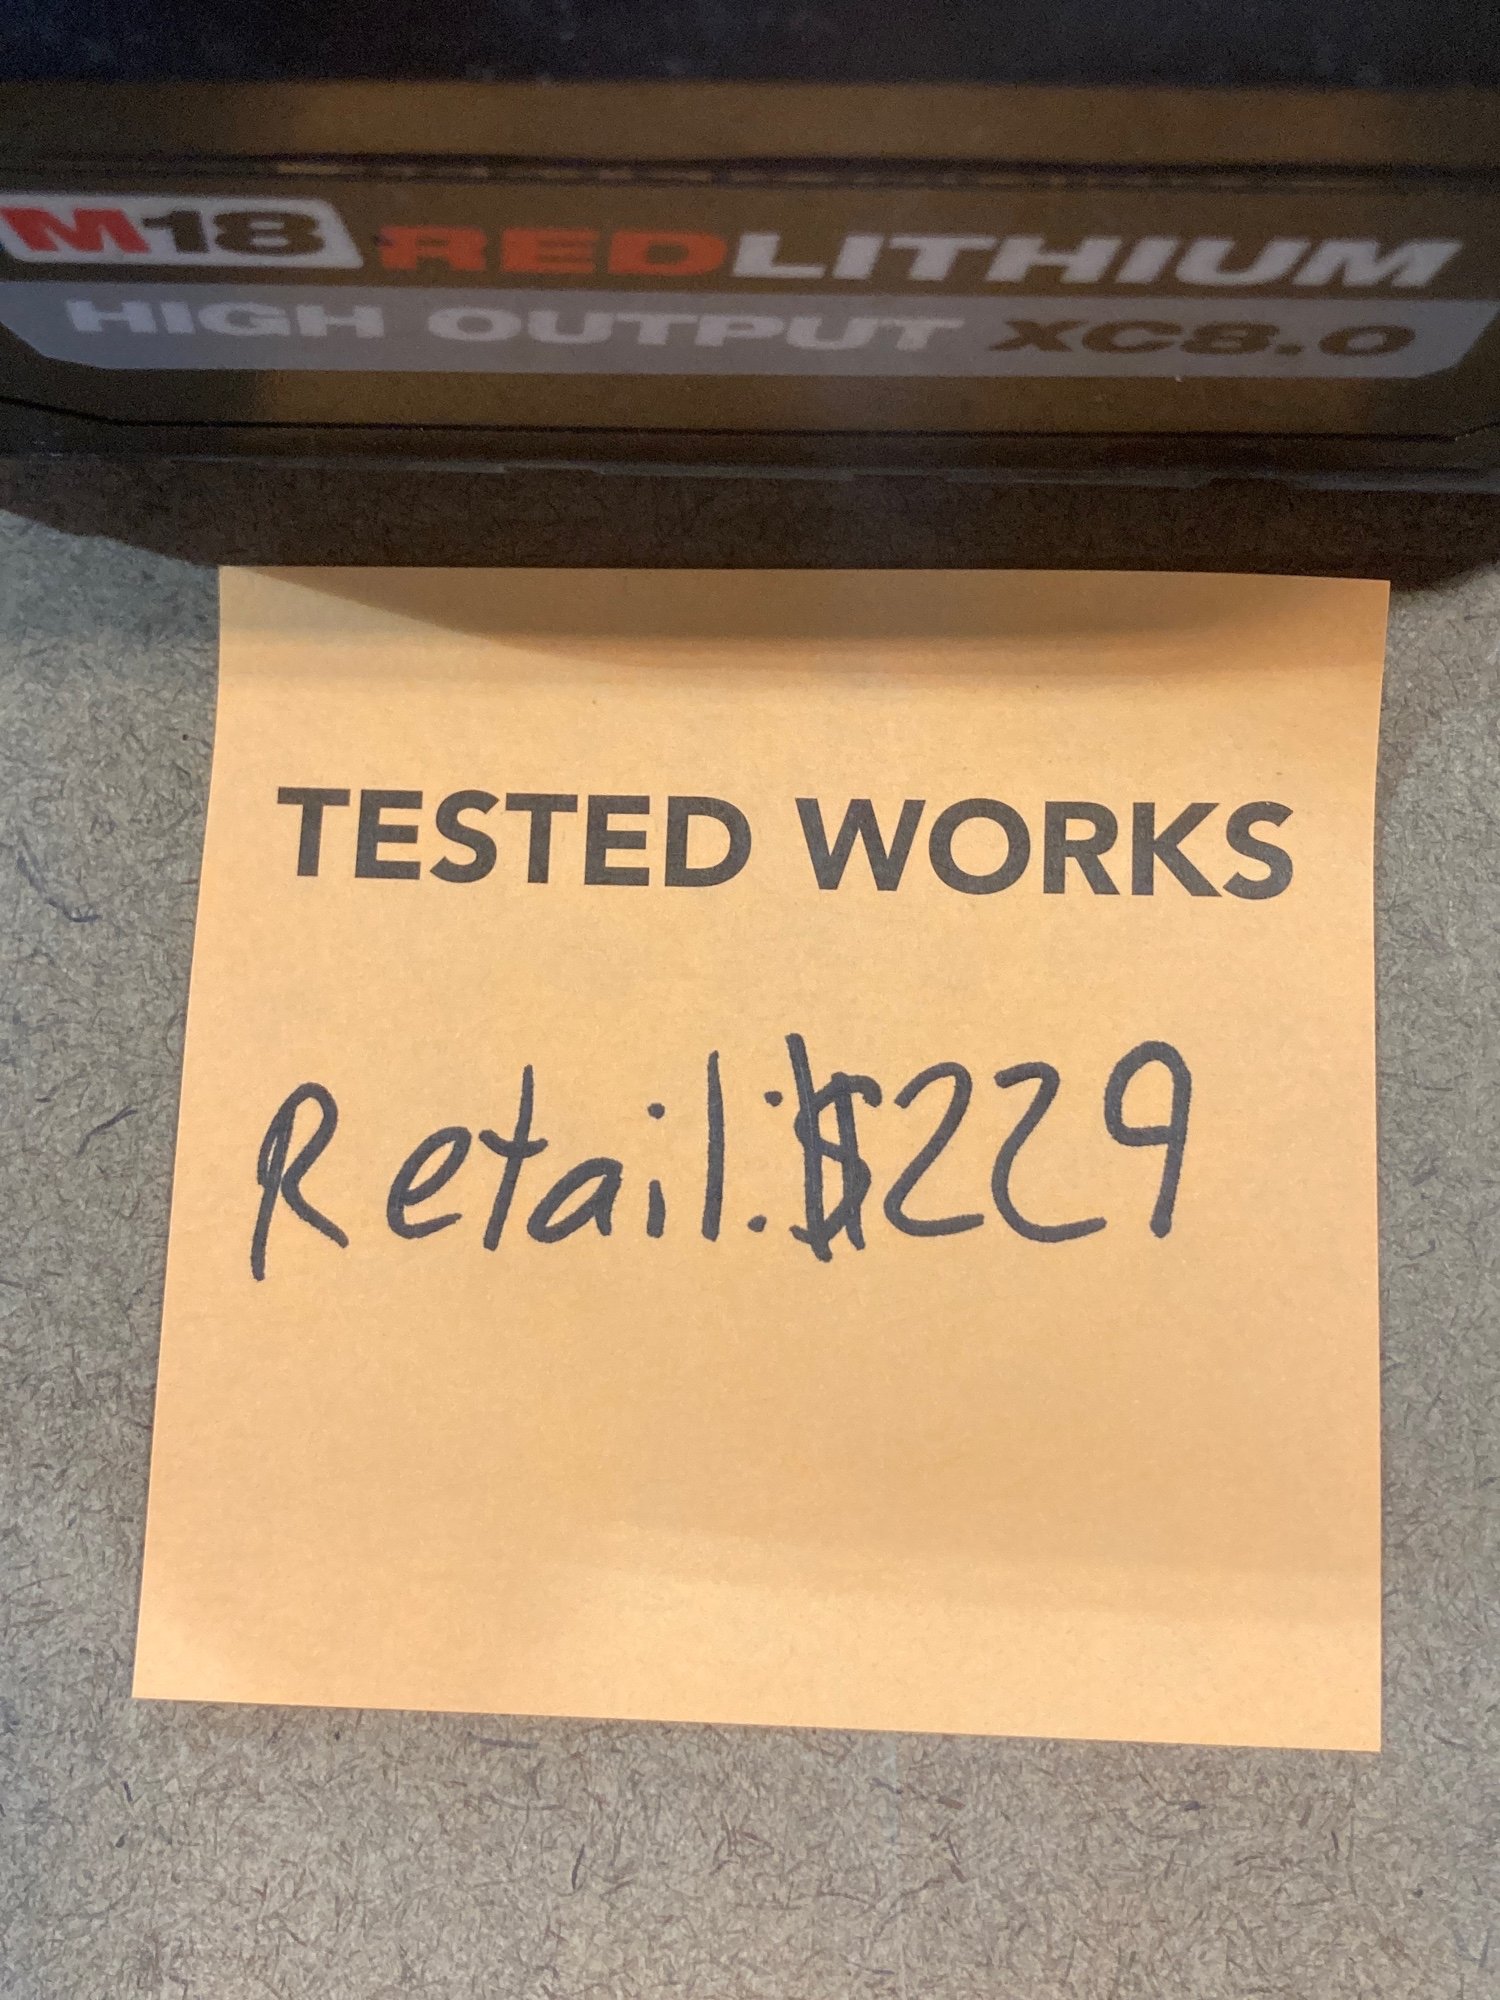 M18 REDLITHIUM
HIGH OUTPUT XC8.0
TESTED WORKS
Retail: $229